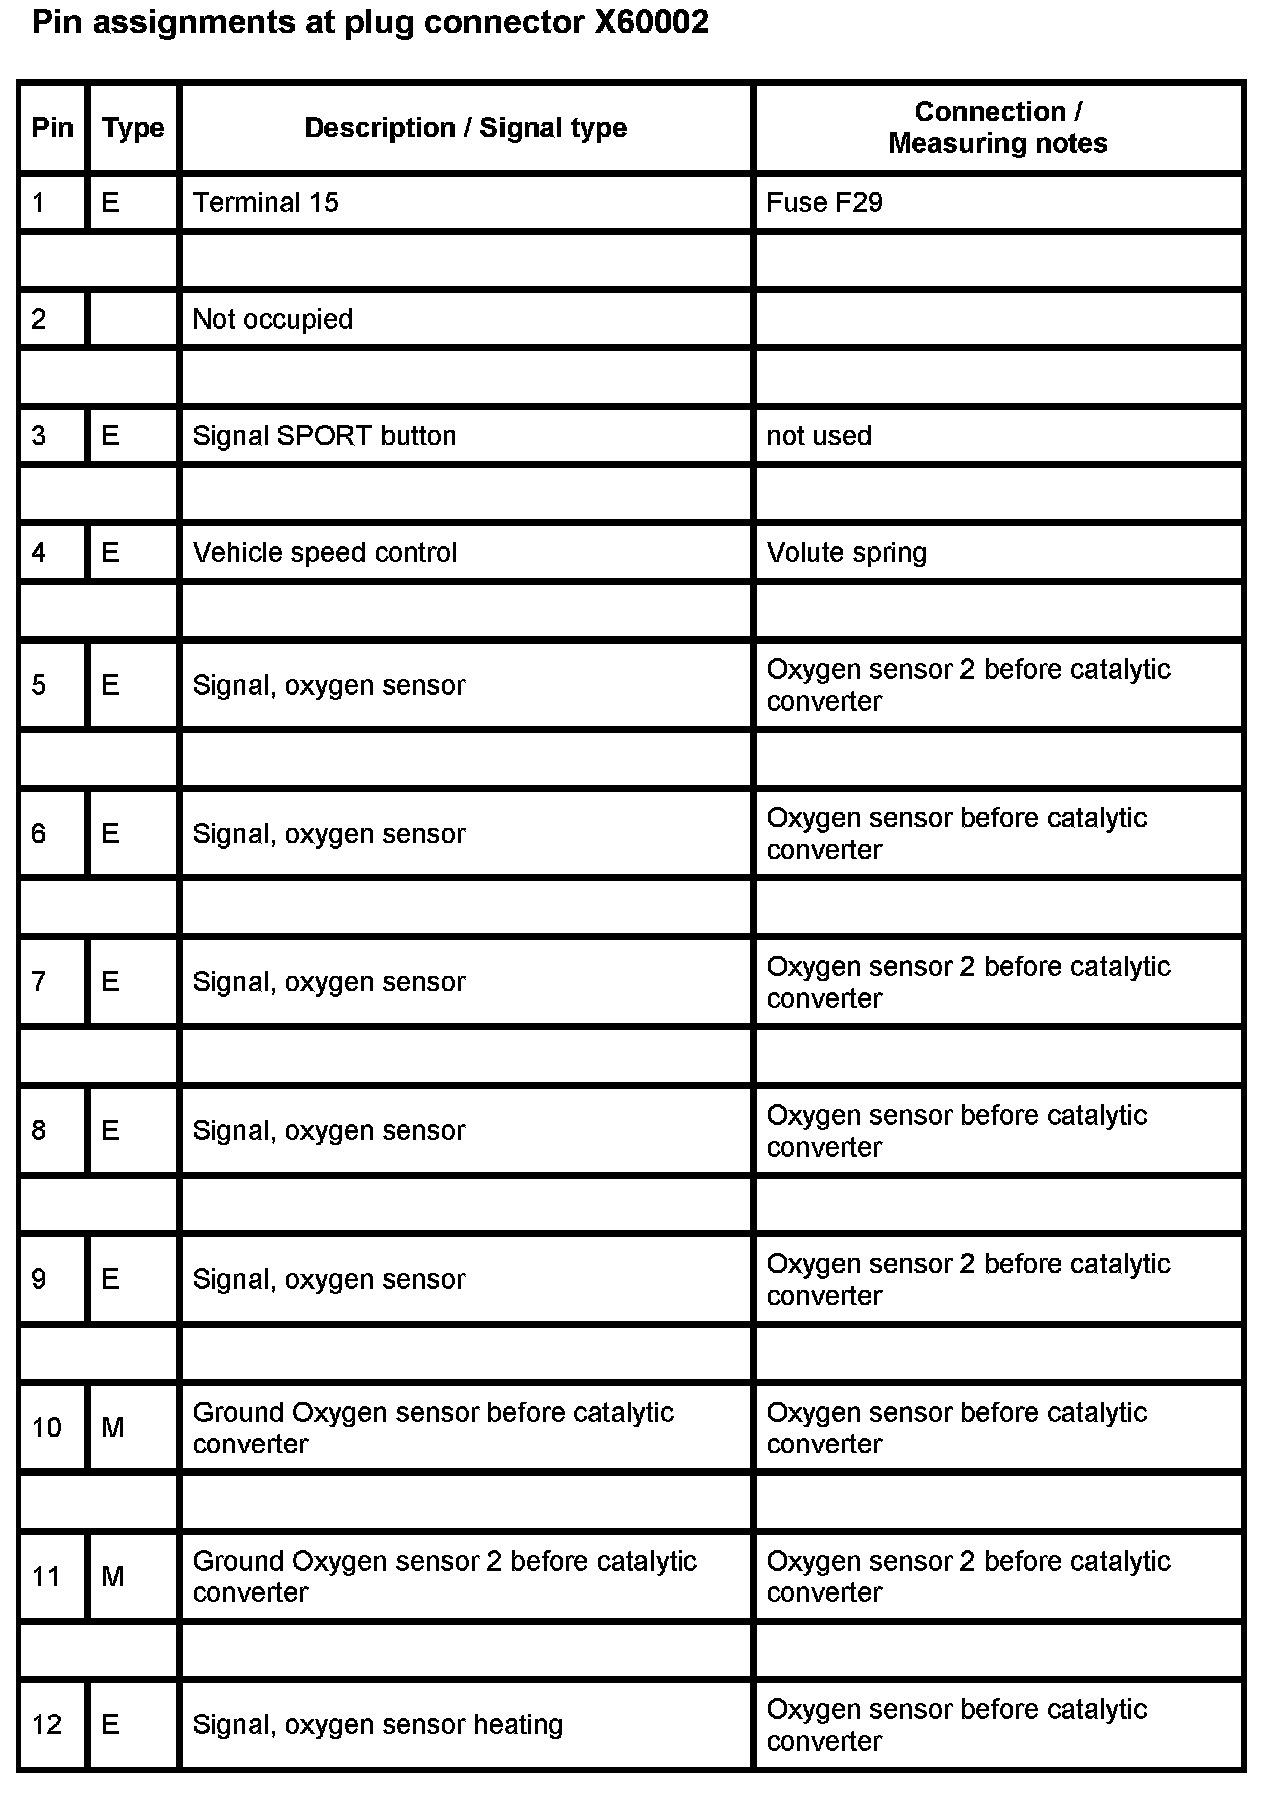 Pin assignments at plug connector X60002
Pin Type Description / Signal type Connection /
Measuring notes
1 E Terminal 15 Fuse F29
2 Not occupied
3 E Signal SPORT button not used
4 E Vehicle speed control Volute spring
5 E Signal, oxygen sensor Oxygen sensor 2 before catalytic
converter
6 E Signal, oxygen sensor Oxygen sensor before catalytic
converter
7 E Signal, oxygen sensor Oxygen sensor 2 before catalytic
converter
8 E Signal, oxygen sensor Oxygen sensor before catalytic
converter
9 E Signal, oxygen sensor Oxygen sensor 2 before catalytic
converter
10 M Ground Oxygen sensor before catalytic
converter
Oxygen sensor before catalytic
converter
11 M Ground Oxygen sensor 2 before catalytic
converter
Oxygen sensor 2 before catalytic
converter
12 E Signal, oxygen sensor heating Oxygen sensor before catalytic
converter